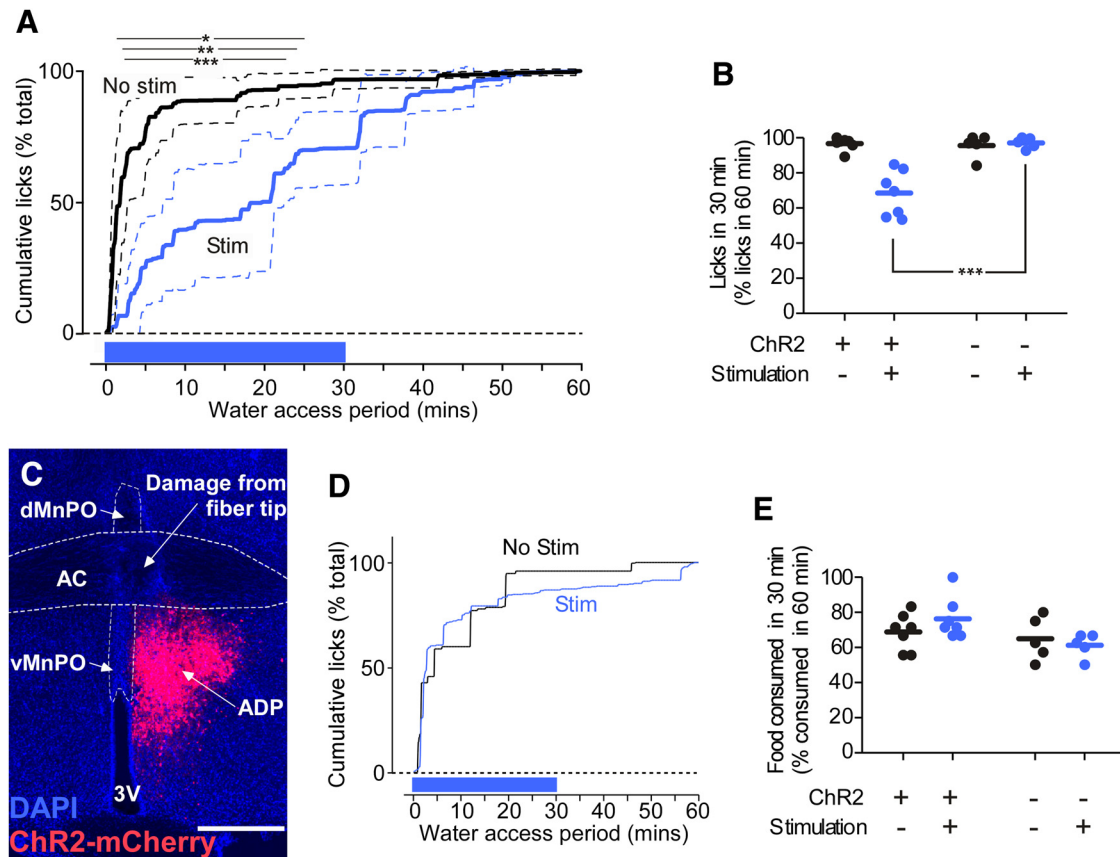 A
*
**
***
No stim
Stim
Cumulative licks (% total)
100
50
0
0 10 20 30 40 50 60
Water access period (mins)
B
Licks in 30 min
(% licks in 60 min)
100
80
60
40
20
0
***
ChR2 + + - -
Stimulation - + - +
C
dMnPO
Damage from
fiber tip
AC
vMnPO
ADP
3V
DAPI
ChR2-mCherry
D
No Stim
Stim
Cumulative licks (% total)
100
50
0
0 10 20 30 40 50 60
Water access period (mins)
E
Food consumed in 30 min
(% consumed in 60 min)
100
80
60
40
20
0
ChR2 + + - -
Stimulation - + - +